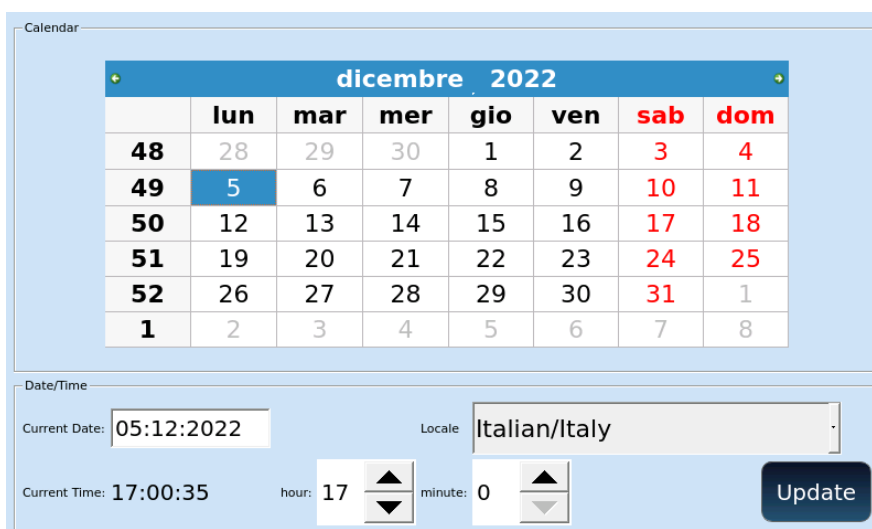 Calendar
dicembre 2022
lun mar mer gio ven sab dom
48 28 29 30 1 2 3 4
49 5 6 7 8 9 10 11
50 12 13 14 15 16 17 18
51 19 20 21 22 23 24 25
52 26 27 28 29 30 31 1
1 2 3 4 5 6 7 8
Date/Time
Current Date: 05:12:2022 Locale Italian/Italy
Current Time: 17:00:35 hour: 17 minute: 0 Update